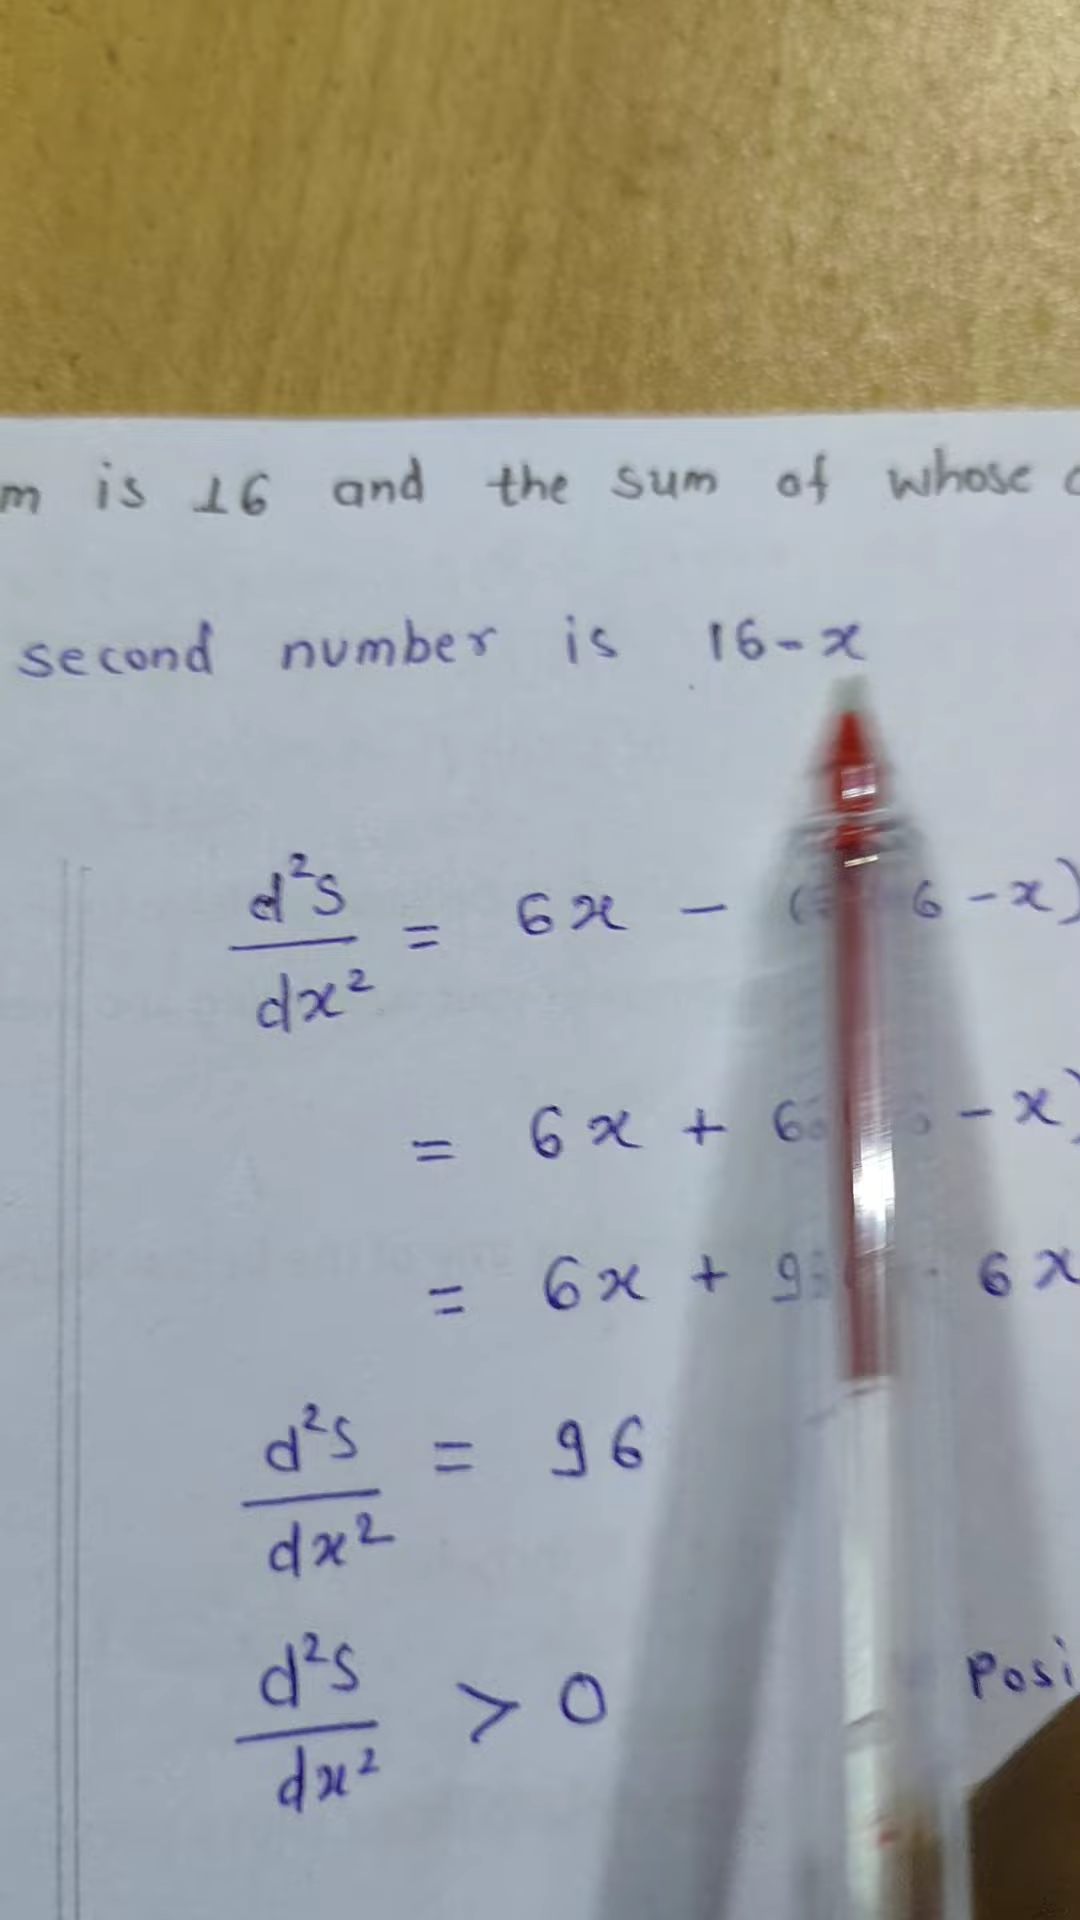 m is 16 and the sum of whose
second number is 16-x
d²s/dx² = 6x - ( 6-x)
= 6x + 6 -x)
= 6x + 9 6x
d²s/dx² = 96
d²s/dx² > 0 Posi